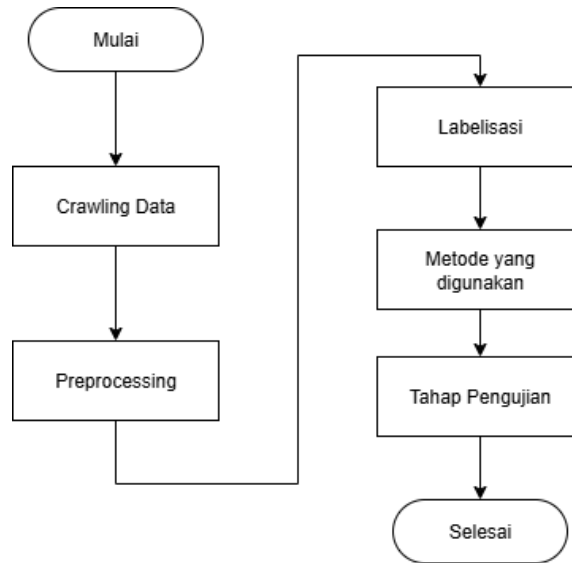 Mulai
Crawling Data
Preprocessing
Labelisasi
Metode yang
digunakan
Tahap Pengujian
Selesai